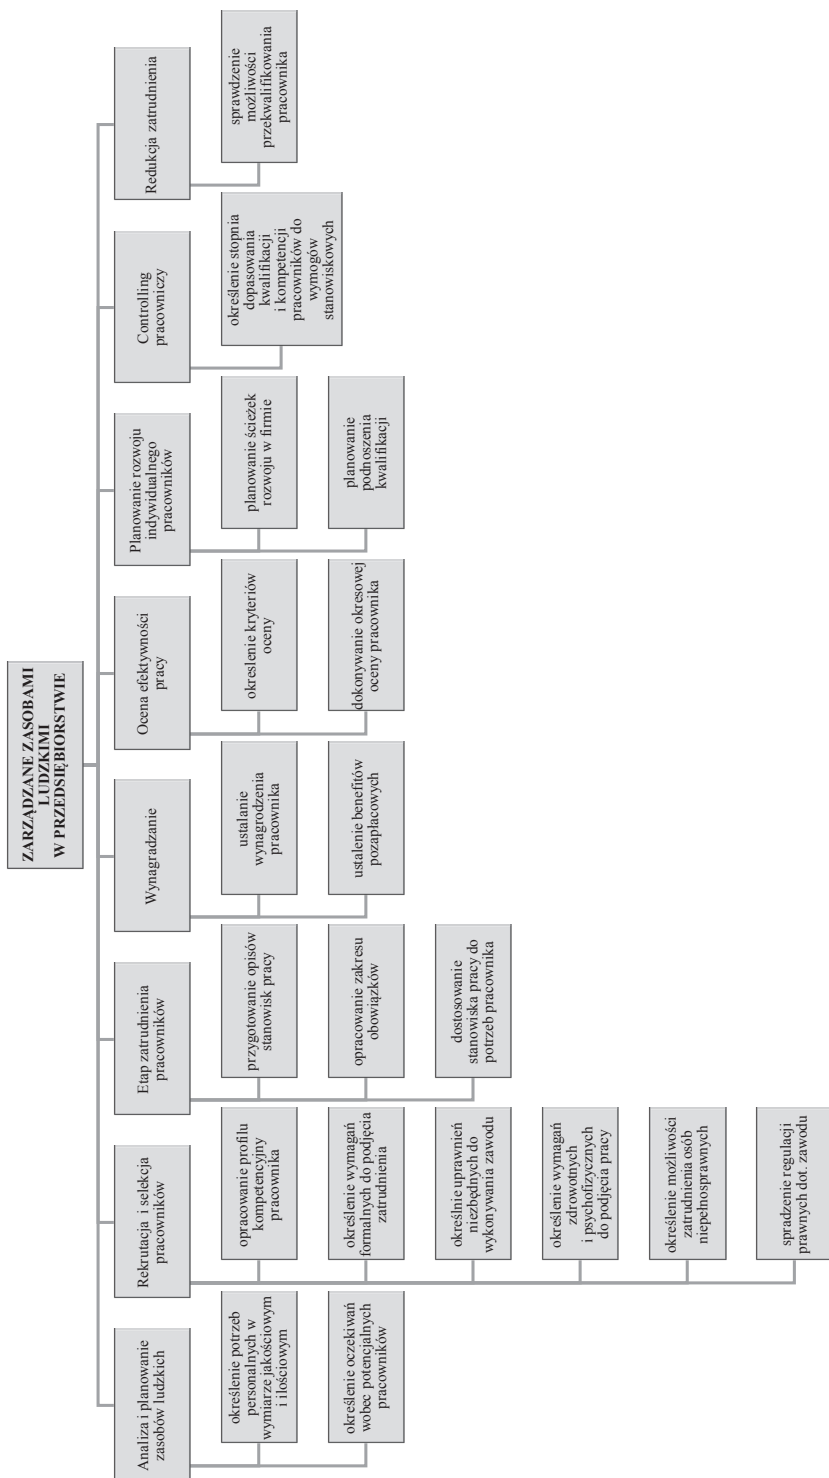 ZARZĄDZANE ZASOBAMI
LUDZKIMI
W PRZEDSIĘBIORSTWIE
Analiza i planowanie
zasobów ludzkich
określenie potrzeb
personalnych w
wymiarze jakościowym
i ilościowym
określenie oczekiwań
wobec potencjalnych
pracowników
Rekrutacja i selekcja
pracowników
opracowanie profilu
kompetencyjny
pracownika
określenie wymagań
formalnych do podjęcia
zatrudnienia
określnie uprawnień
niezbędnych do
wykonywania zawodu
określenie wymagań
zdrowotnych
i psychofizycznych
do podjęcia pracy
określenie możliwości
zatrudnienia osób
niepełnosprawnych
spradzenie regulacji
prawnych dot. zawodu
Etap zatrudnienia
pracowników
przygotowanie opisów
stanowisk pracy
opracowanie zakresu
obowiązków
dostosowanie
stanowiska pracy do
potrzeb pracownika
Wynagradzanie
ustalanie
wynagrodzenia
pracownika
ustalenie benefitów
pozapłacowych
Ocena efektywności
pracy
okreslenie kryteriów
oceny
dokonywanie okresowej
oceny pracownika
Planowanie rozwoju
indywidualnego
pracowników
planowanie ścieżek
rozwoju w firmie
planowanie
podnoszenia
kwalifikacji
Controlling
pracowniczy
określenie stopnia
dopasowania
kwalifikacji
i kompetencji
pracowników do
wymogów
stanowiskowych
Redukcja zatrudnienia
sprawdzenie
możliwości
przekwalifikowania
pracownika